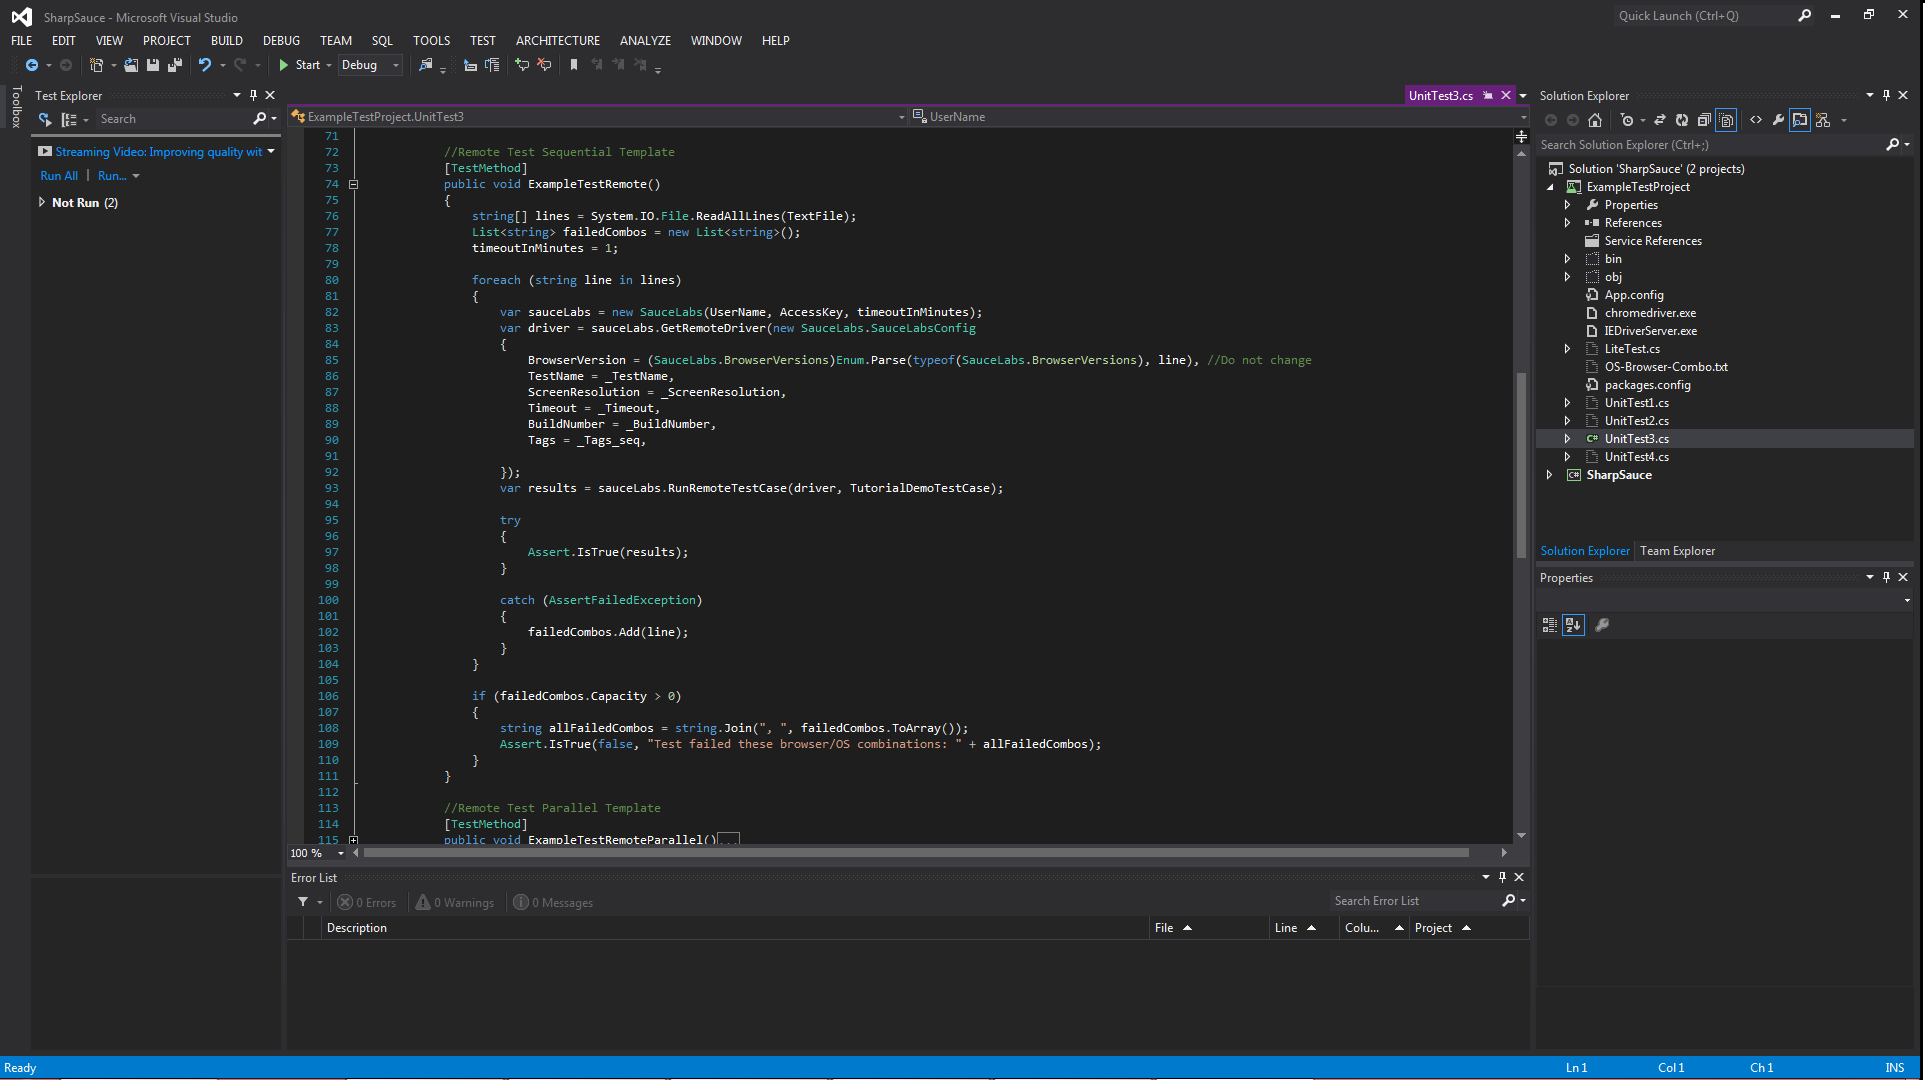 SharpSauce - Microsoft Visual Studio
Quick Launch (Ctrl+Q)
FILE EDIT VIEW PROJECT BUILD DEBUG TEAM SQL TOOLS TEST ARCHITECTURE ANALYZE WINDOW HELP
Start Debug
Toolbox
Test Explorer
Search
Streaming Video: Improving quality wit
Run All | Run...
Not Run (2)
UnitTest3.cs
ExampleTestProject.UnitTest3
UserName
71
72 //Remote Test Sequential Template
73 [TestMethod]
74 public void ExampleTestRemote()
75 {
76 string[] lines = System.IO.File.ReadAllLines(TextFile);
77 List<string> failedCombos = new List<string>();
78 timeoutInMinutes = 1;
79
80 foreach (string line in lines)
81 {
82 var sauceLabs = new SauceLabs(UserName, AccessKey, timeoutInMinutes);
83 var driver = sauceLabs.GetRemoteDriver(new SauceLabs.SauceLabsConfig
84 {
85 BrowserVersion = (SauceLabs.BrowserVersions)Enum.Parse(typeof(SauceLabs.BrowserVersions), line), //Do not change
86 TestName = _TestName,
87 ScreenResolution = _ScreenResolution,
88 Timeout = _Timeout,
89 BuildNumber = _BuildNumber,
90 Tags = _Tags_seq,
91
92 });
93 var results = sauceLabs.RunRemoteTestCase(driver, TutorialDemoTestCase);
94
95 try
96 {
97 Assert.IsTrue(results);
98 }
99
100 catch (AssertFailedException)
101 {
102 failedCombos.Add(line);
103 }
104 }
105
106 if (failedCombos.Capacity > 0)
107 {
108 string allFailedCombos = string.Join(", ", failedCombos.ToArray());
109 Assert.IsTrue(false, "Test failed these browser/OS combinations: " + allFailedCombos);
110 }
111 }
112
113 //Remote Test Parallel Template
114 [TestMethod]
115 public void ExampleTestRemoteParallel()...
100 %
Error List
0 Errors 0 Warnings 0 Messages
Search Error List
Description File Line Colu... Project
Solution Explorer
Search Solution Explorer (Ctrl+;)
Solution 'SharpSauce' (2 projects)
ExampleTestProject
Properties
References
Service References
bin
obj
App.config
chromedriver.exe
IEDriverServer.exe
LiteTest.cs
OS-Browser-Combo.txt
packages.config
UnitTest1.cs
UnitTest2.cs
C# UnitTest3.cs
UnitTest4.cs
C# SharpSauce
Solution Explorer Team Explorer
Properties
Ready
Ln 1 Col 1 Ch 1 INS